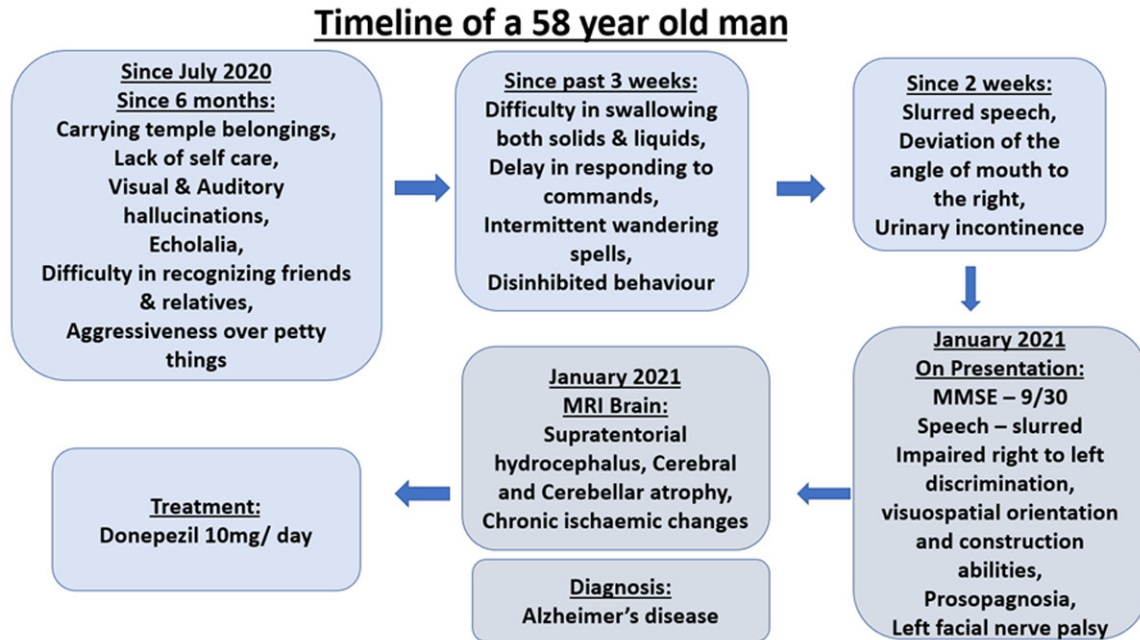 Timeline of a 58 year old man
Since July 2020
Since 6 months:
Carrying temple belongings,
Lack of self care,
Visual & Auditory
hallucinations,
Echolalia,
Difficulty in recognizing friends
& relatives,
Aggressiveness over petty
things
Since past 3 weeks:
Difficulty in swallowing
both solids & liquids,
Delay in responding to
commands,
Intermittent wandering
spells,
Disinhibited behaviour
Since 2 weeks:
Slurred speech,
Deviation of the
angle of mouth to
the right,
Urinary incontinence
January 2021
On Presentation:
MMSE – 9/30
Speech – slurred
Impaired right to left
discrimination,
visuospatial orientation
and construction
abilities,
Prosopagnosia,
Left facial nerve palsy
January 2021
MRI Brain:
Supratentorial
hydrocephalus, Cerebral
and Cerebellar atrophy,
Chronic ischaemic changes
Diagnosis:
Alzheimer's disease
Treatment:
Donepezil 10mg/ day